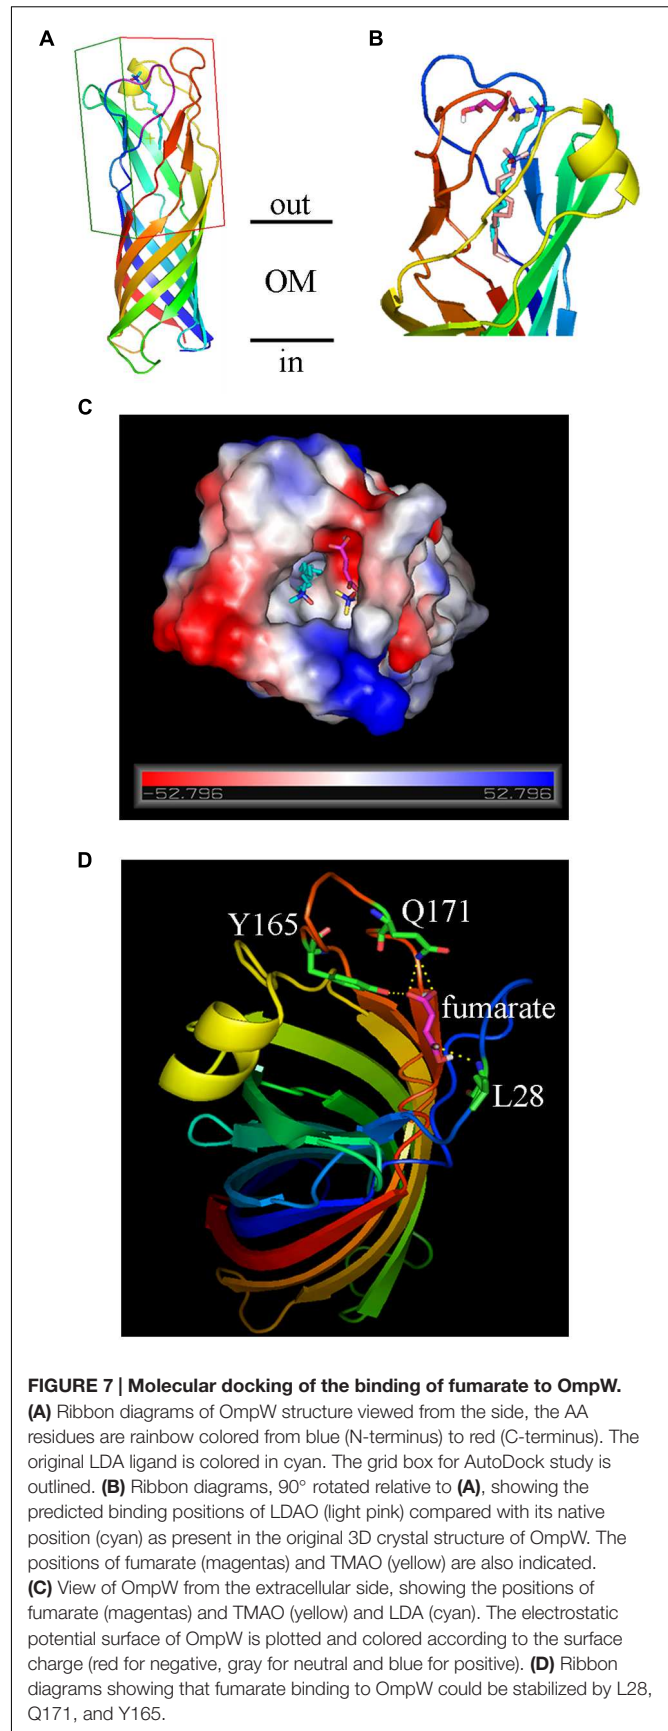 A
B
out
OM
in
C
-52.796 52.796
D
Y165
Q171
fumarate
L28
FIGURE 7 | Molecular docking of the binding of fumarate to OmpW.
(A) Ribbon diagrams of OmpW structure viewed from the side, the AA
residues are rainbow colored from blue (N-terminus) to red (C-terminus). The
original LDA ligand is colored in cyan. The grid box for AutoDock study is
outlined. (B) Ribbon diagrams, 90° rotated relative to (A), showing the
predicted binding positions of LDAO (light pink) compared with its native
position (cyan) as present in the original 3D crystal structure of OmpW. The
positions of fumarate (magentas) and TMAO (yellow) are also indicated.
(C) View of OmpW from the extracellular side, showing the positions of
fumarate (magentas) and TMAO (yellow) and LDA (cyan). The electrostatic
potential surface of OmpW is plotted and colored according to the surface
charge (red for negative, gray for neutral and blue for positive). (D) Ribbon
diagrams showing that fumarate binding to OmpW could be stabilized by L28,
Q171, and Y165.